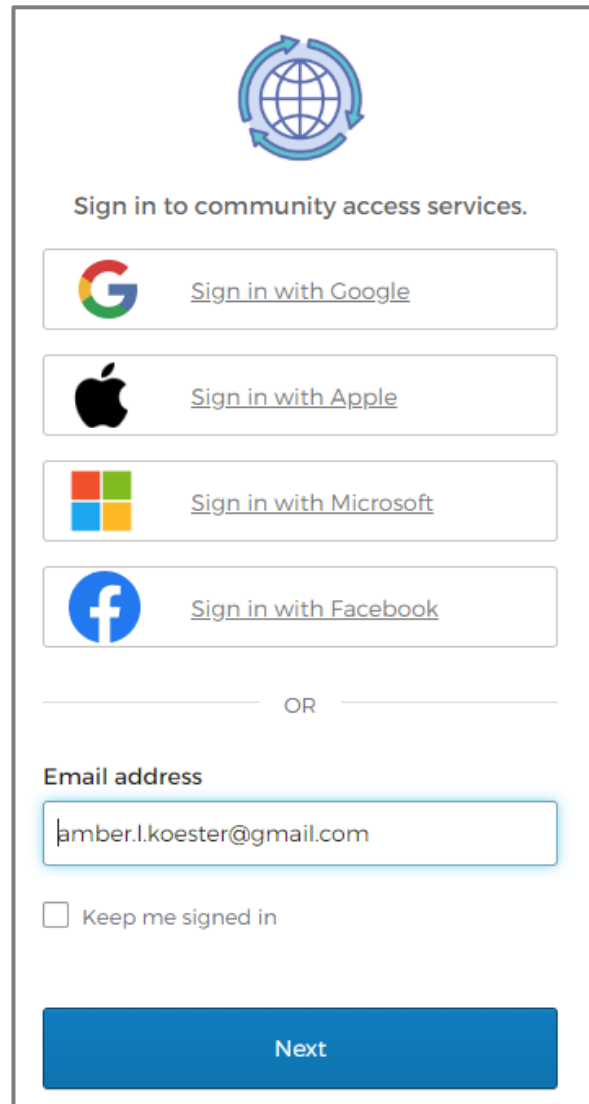 Sign in to community access services.
Sign in with Google
Sign in with Apple
Sign in with Microsoft
Sign in with Facebook
OR
Email address
amber.l.koester@gmail.com
Keep me signed in
Next